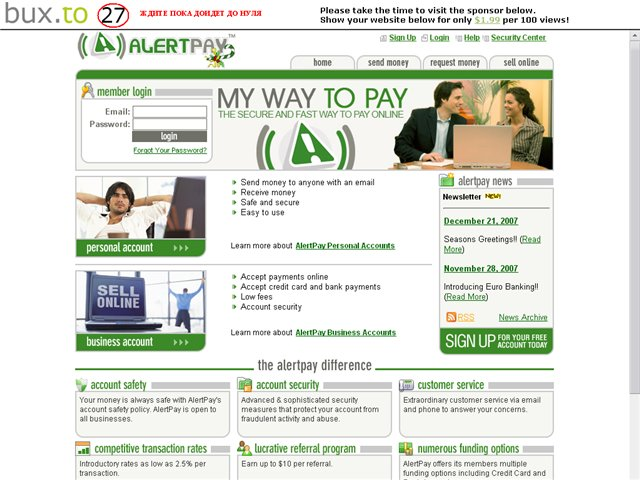 bux.to
27
ЖДИТЕ ПОКА ДОЙДЕТ ДО НУЛЯ
Please take the time to visit the sponsor below.
Show your website below for only $1.99 per 100 views!
ALERTPAY
Sign Up Login Help Security Center
home send money request money sell online
member login
Email:
Password:
login
Forgot Your Password?
MY WAY TO PAY
THE SECURE AND FAST WAY TO PAY ONLINE
personal account
Send money to anyone with an email
Receive money
Safe and secure
Easy to use
Learn more about AlertPay Personal Accounts
SELL
ONLINE
business account
Accept payments online
Accept credit card and bank payments
Low fees
Account security
Learn more about AlertPay Business Accounts
alertpay news
Newsletter NEW!
December 21, 2007
Seasons Greetings!! (Read
More)
November 28, 2007
Introducing Euro Banking!!
(Read More)
RSS News Archive
SIGN UP FOR YOUR FREE
ACCOUNT TODAY
the alertpay difference
account safety
Your money is always safe with AlertPay's
account safety policy. AlertPay is open to
all businesses.
account security
Advanced & sophisticated security
measures that protect your account from
fraudulent activity and abuse.
customer service
Extraordinary customer service via email
and phone to answer your concerns.
competitive transaction rates
Introductory rates as low as 2.5% per
transaction.
lucrative referral program
Earn up to $10 per referral.
numerous funding options
AlertPay offers its members multiple
funding options including Credit Card and